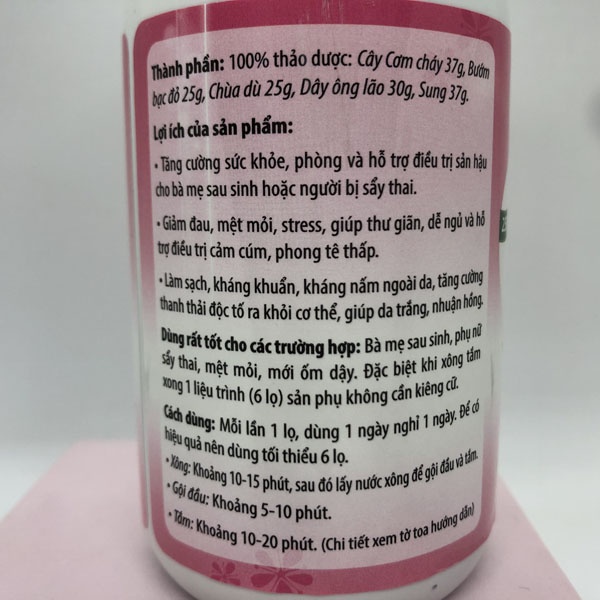 Thành phần: 100% thảo dược: Cây Cơm cháy 37g, Bướm
bạc đỏ 25g, Chùa dù 25g, Dây ông lão 30g, Sung 37g.
Lợi ích của sản phẩm:
• Tăng cường sức khỏe, phòng và hỗ trợ điều trị sản hậu
cho bà mẹ sau sinh hoặc người bị sẩy thai.
• Giảm đau, mệt mỏi, stress, giúp thư giãn, dễ ngủ và hỗ
trợ điều trị cảm cúm, phong tê thấp.
• Làm sạch, kháng khuẩn, kháng nấm ngoài da, tăng cường
thanh thải độc tố ra khỏi cơ thể, giúp da trắng, nhuận hồng.
Dùng rất tốt cho các trường hợp: Bà mẹ sau sinh, phụ nữ
sẩy thai, mệt mỏi, mới ốm dậy. Đặc biệt khi xông tắm
xong 1 liệu trình (6 lọ) sản phụ không cần kiêng cữ.
Cách dùng: Mỗi lần 1 lọ, dùng 1 ngày nghỉ 1 ngày. Để có
hiệu quả nên dùng tối thiểu 6 lọ.
• Xông: Khoảng 10-15 phút, sau đó lấy nước xông để gội đầu và tắm.
• Gội đầu: Khoảng 5-10 phút.
• Tắm: Khoảng 10-20 phút. (Chi tiết xem tờ toa hướng dẫn)